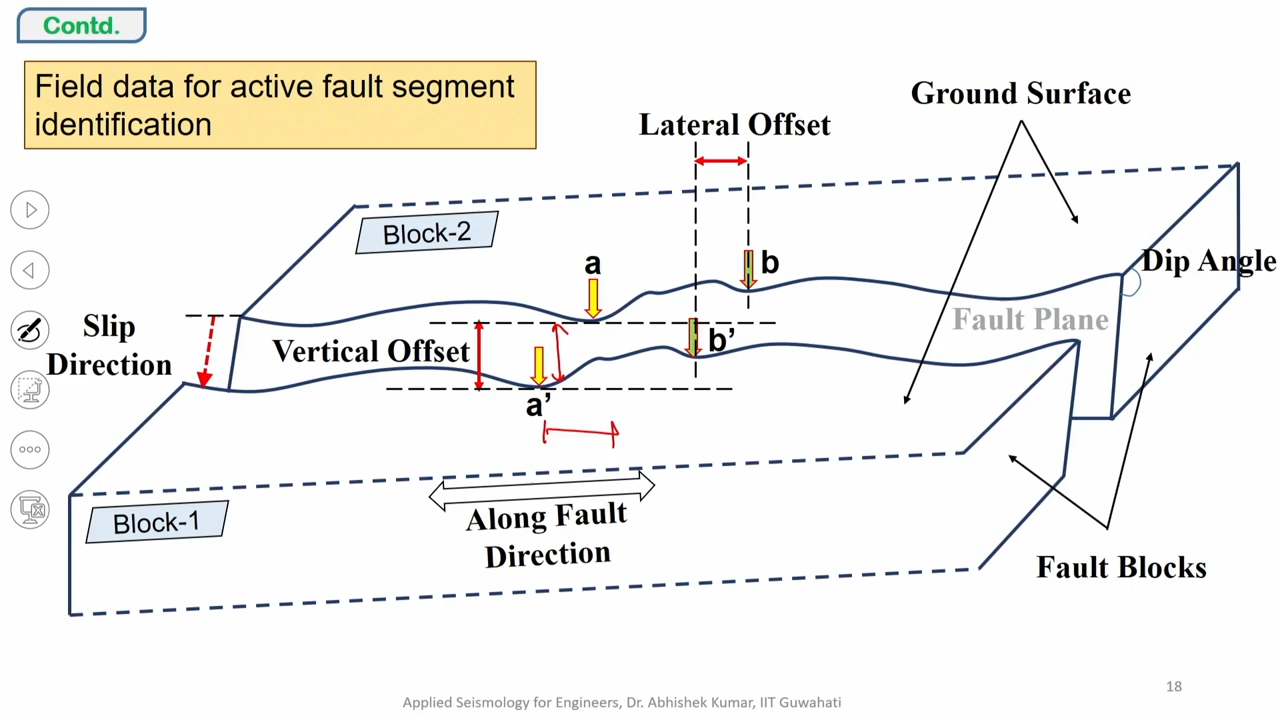 Contd.
Field data for active fault segment
identification
Ground Surface
Lateral Offset
Block-2
a
b
Dip Angle
Slip
Direction
Vertical Offset
Fault Plane
b’
a’
Block-1
Along Fault
Direction
Fault Blocks
18
Applied Seismology for Engineers, Dr. Abhishek Kumar, IIT Guwahati